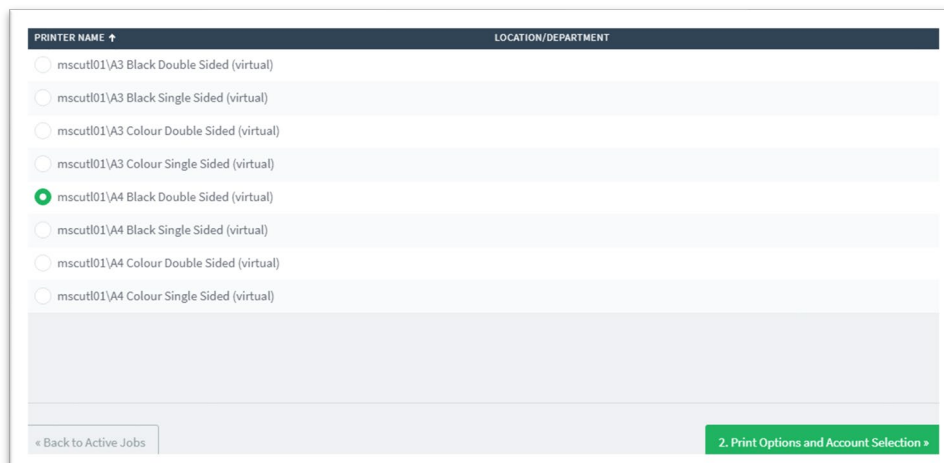 PRINTER NAME ↑ LOCATION/DEPARTMENT
mscutl01\A3 Black Double Sided (virtual)
mscutl01\A3 Black Single Sided (virtual)
mscutl01\A3 Colour Double Sided (virtual)
mscutl01\A3 Colour Single Sided (virtual)
mscutl01\A4 Black Double Sided (virtual)
mscutl01\A4 Black Single Sided (virtual)
mscutl01\A4 Colour Double Sided (virtual)
mscutl01\A4 Colour Single Sided (virtual)
« Back to Active Jobs 2. Print Options and Account Selection »